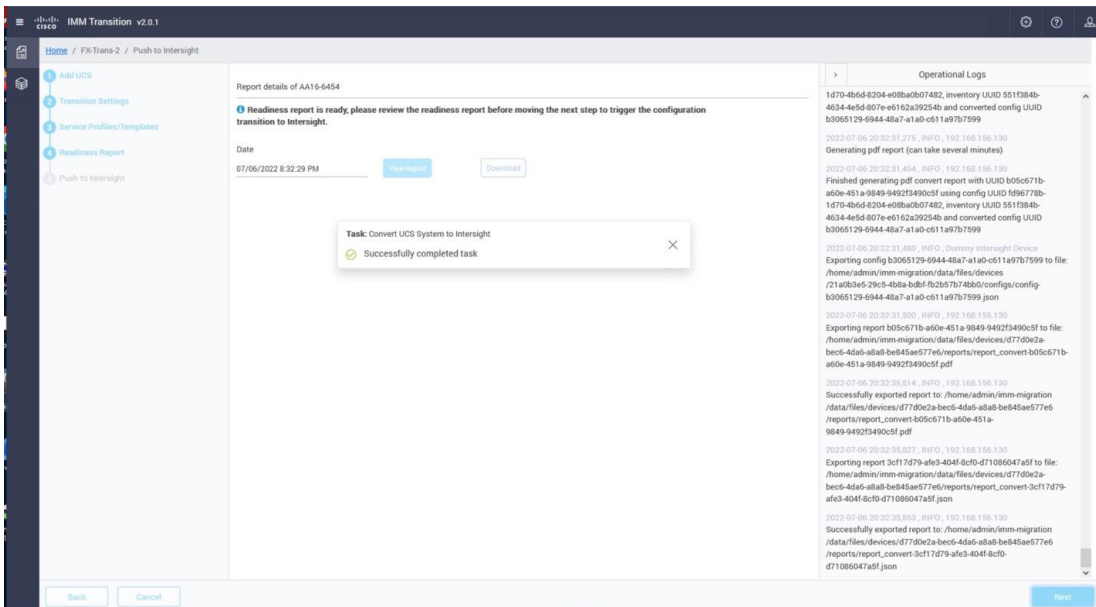 cisco
IMM Transition v2.0.1
Home / FX-Trans-2 / Push to Intersight
1 Add UCS
2 Transition Settings
3 Service Profiles/Templates
4 Readiness Report
5 Push to Intersight
Report details of AA16-6454
Readiness report is ready, please review the readiness report before moving the next step to trigger the configuration
transition to Intersight.
Date
07/06/2022 8:32:29 PM
View Report
Download
Task: Convert UCS System to Intersight
Successfully completed task
Operational Logs
1d70-4b6d-8204-e08ba0b07482, inventory UUID 551f384b-
4634-4e5d-807e-e6162a39254b and converted config UUID
b3065129-6944-48a7-a1a0-c611a97b7599
2022-07-06 20:32:31,275 , INFO , 192.168.156.130
Generating pdf report (can take several minutes)
2022-07-06 20:32:31,454 , INFO , 192.168.156.130
Finished generating pdf convert report with UUID b05c671b-
a60e-451a-9849-9492f3490c5f using config UUID fd96778b-
1d70-4b6d-8204-e08ba0b07482, inventory UUID 551f384b-
4634-4e5d-807e-e6162a39254b and converted config UUID
b3065129-6944-48a7-a1a0-c611a97b7599
2022-07-06 20:32:31,480 , INFO , Dummy Intersight Device
Exporting config b3065129-6944-48a7-a1a0-c611a97b7599 to file:
/home/admin/imm-migration/data/files/devices
/21a0b3e5-29c5-4b8a-bdbf-fb2b57b74bb0/configs/config-
b3065129-6944-48a7-a1a0-c611a97b7599.json
2022-07-06 20:32:31,500 , INFO , 192.168.156.130
Exporting report b05c671b-a60e-451a-9849-9492f3490c5f to file:
/home/admin/imm-migration/data/files/devices/d77d0e2a-
bec6-4da6-a8a8-be845ae577e6/reports/report_convert-b05c671b-
a60e-451a-9849-9492f3490c5f.pdf
2022-07-06 20:32:35,814 , INFO , 192.168.156.130
Successfully exported report to: /home/admin/imm-migration
/data/files/devices/d77d0e2a-bec6-4da6-a8a8-be845ae577e6
/reports/report_convert-b05c671b-a60e-451a-
9849-9492f3490c5f.pdf
2022-07-06 20:32:35,827 , INFO , 192.168.156.130
Exporting report 3cf17d79-afe3-404f-8cf0-d71086047a5f to file:
/home/admin/imm-migration/data/files/devices/d77d0e2a-
bec6-4da6-a8a8-be845ae577e6/reports/report_convert-3cf17d79-
afe3-404f-8cf0-d71086047a5f.json
2022-07-06 20:32:35,853 , INFO , 192.168.156.130
Successfully exported report to: /home/admin/imm-migration
/data/files/devices/d77d0e2a-bec6-4da6-a8a8-be845ae577e6
/reports/report_convert-3cf17d79-afe3-404f-8cf0-
d71086047a5f.json
Back
Cancel
Next